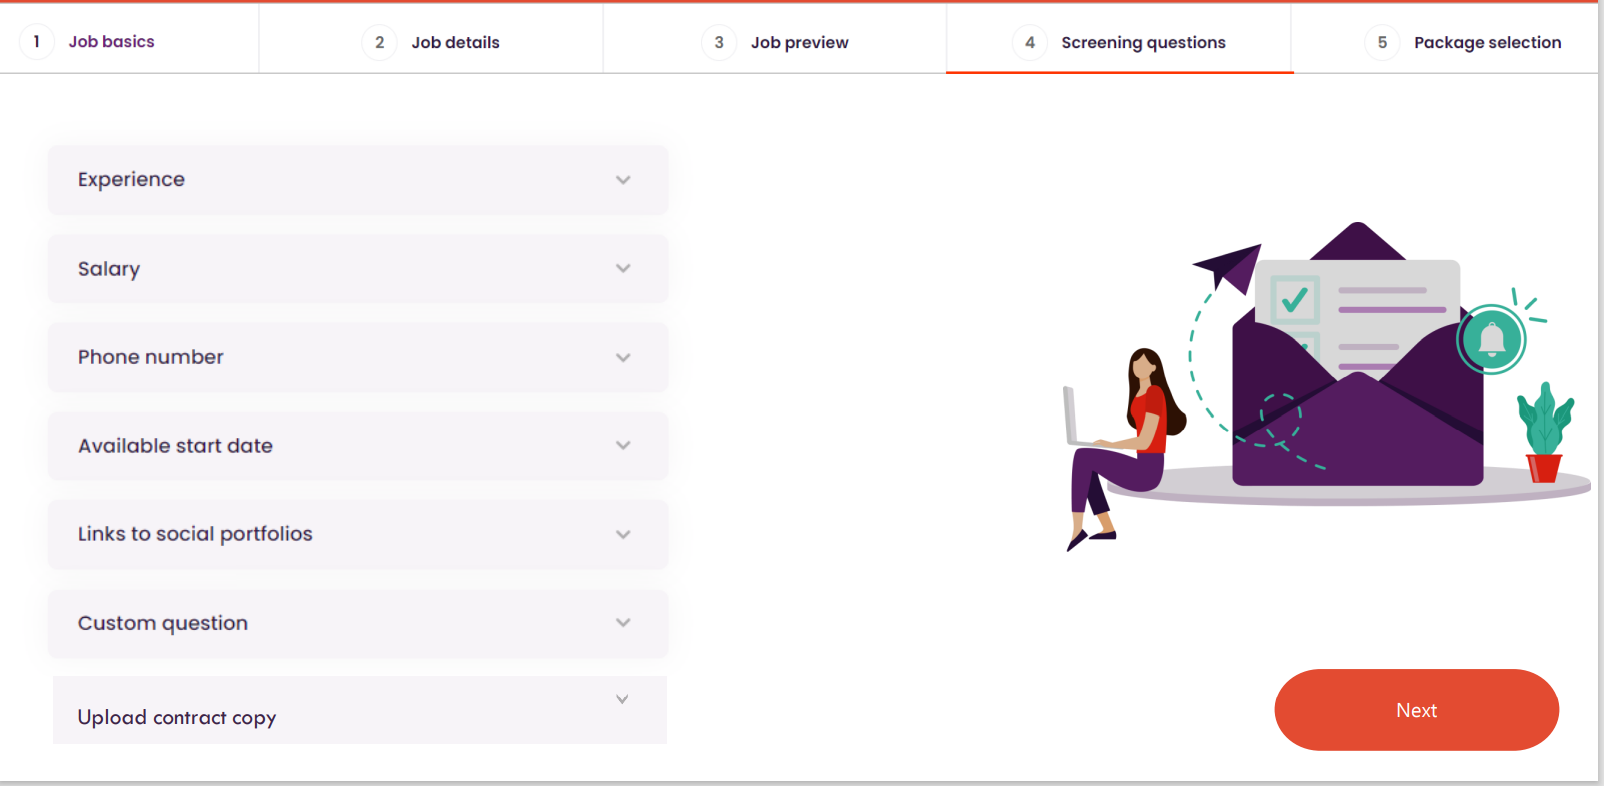 1 Job basics
2 Job details
3 Job preview
4 Screening questions
5 Package selection
Experience
Salary
Phone number
Available start date
Links to social portfolios
Custom question
Upload contract copy
Next